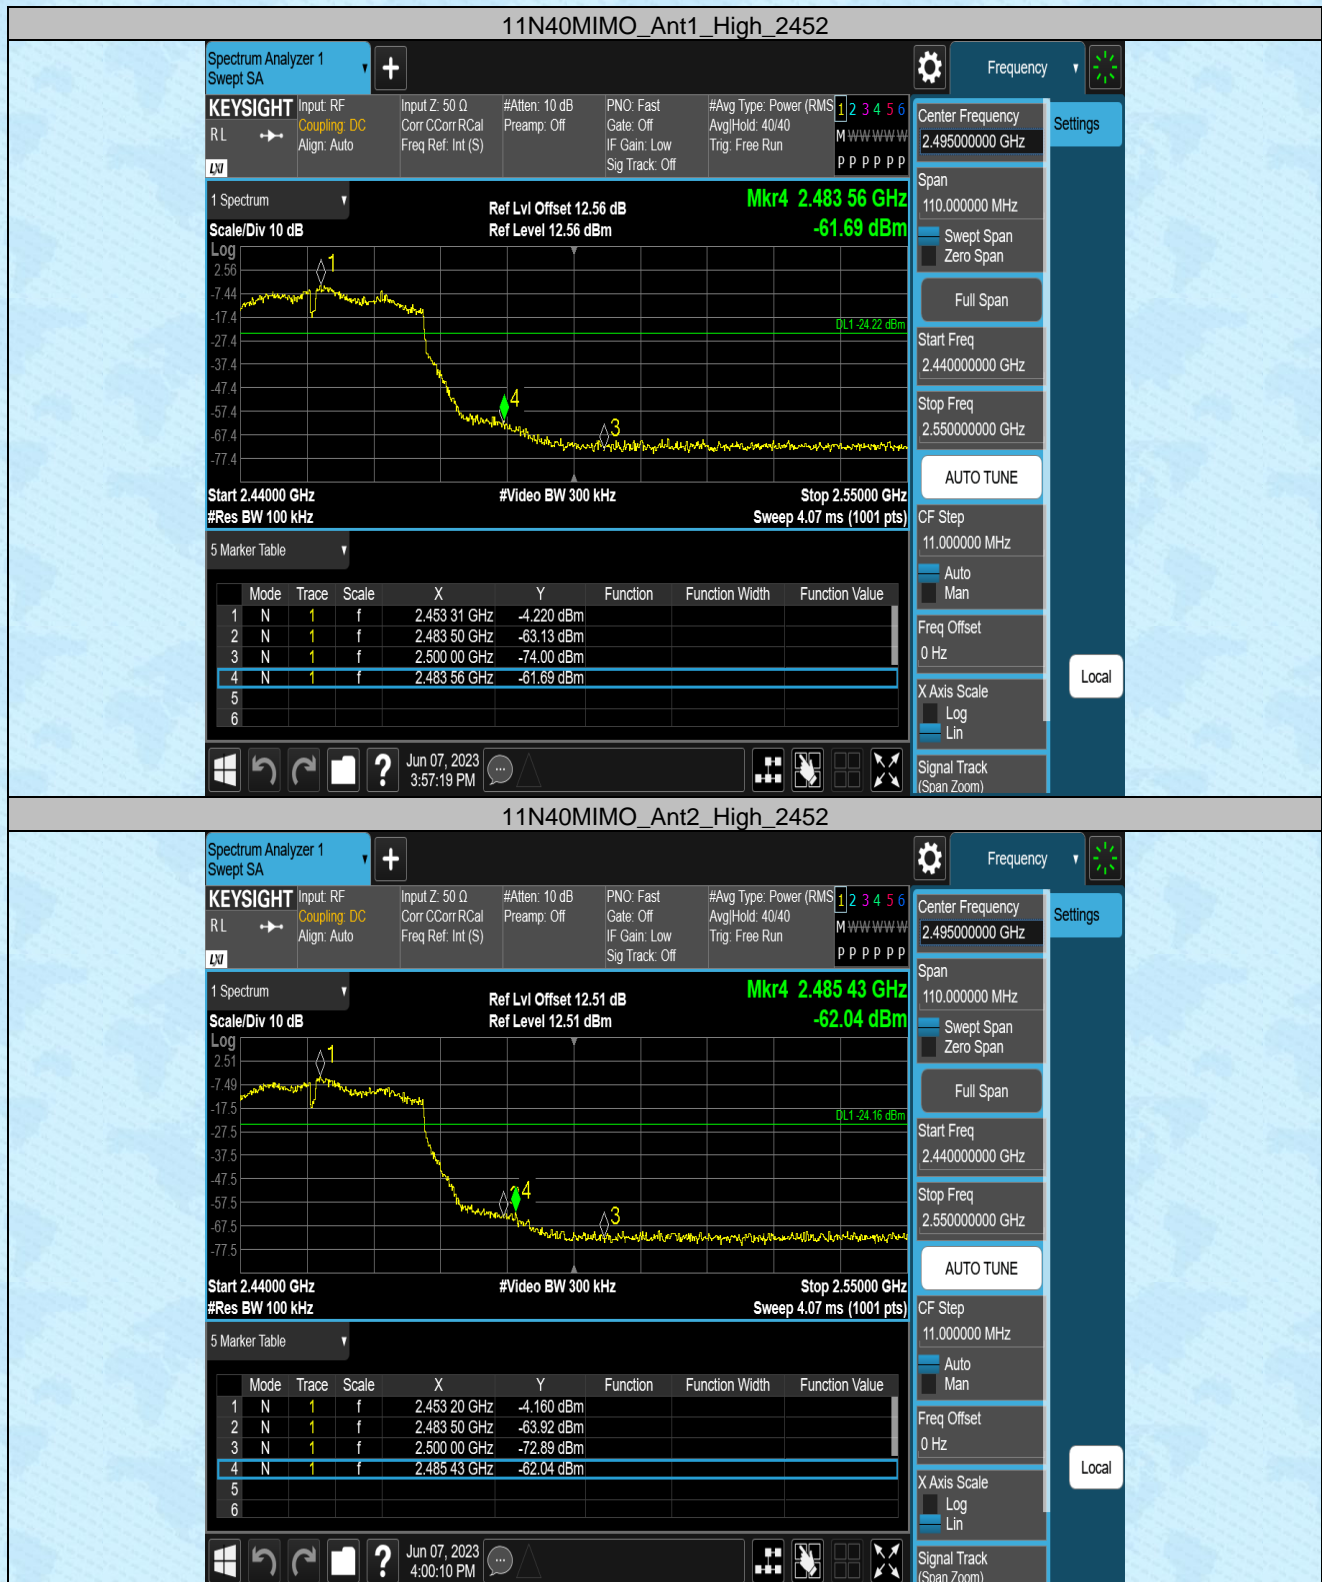 11N40MIMO_Ant1_High_2452
Spectrum Analyzer 1
Swept SA
+
Frequency
KEYSIGHT
RL
LXI
Input: RF
Coupling: DC
Align: Auto
Input Z: 50 Ω
Corr CCorr RCal
Freq Ref: Int (S)
#Atten: 10 dB
Preamp: Off
PNO: Fast
Gate: Off
IF Gain: Low
Sig Track: Off
#Avg Type: Power (RMS
Avg|Hold: 40/40
Trig: Free Run
1 2 3 4 5 6
M W W W W W
P P P P P P
Center Frequency
2.495000000 GHz
Settings
1 Spectrum
Scale/Div 10 dB
Ref Lvl Offset 12.56 dB
Ref Level 12.56 dBm
Mkr4 2.483 56 GHz
-61.69 dBm
Log
2.56
-7.44
-17.4
-27.4
-37.4
-47.4
-57.4
-67.4
-77.4
1
4
3
DL1 -24.22 dBm
Start 2.44000 GHz
#Res BW 100 kHz
#Video BW 300 kHz
Stop 2.55000 GHz
Sweep 4.07 ms (1001 pts)
Span
110.000000 MHz
Swept Span
Zero Span
Full Span
Start Freq
2.440000000 GHz
Stop Freq
2.550000000 GHz
AUTO TUNE
CF Step
11.000000 MHz
Auto
Man
Freq Offset
0 Hz
X Axis Scale
Log
Lin
Signal Track
(Span Zoom)
Local
5 Marker Table
Mode Trace Scale X Y Function Function Width Function Value
1 N 1 f 2.453 31 GHz -4.220 dBm
2 N 1 f 2.483 50 GHz -63.13 dBm
3 N 1 f 2.500 00 GHz -74.00 dBm
4 N 1 f 2.483 56 GHz -61.69 dBm
5
6
?
Jun 07, 2023
3:57:19 PM
11N40MIMO_Ant2_High_2452
Spectrum Analyzer 1
Swept SA
+
Frequency
KEYSIGHT
RL
LXI
Input: RF
Coupling: DC
Align: Auto
Input Z: 50 Ω
Corr CCorr RCal
Freq Ref: Int (S)
#Atten: 10 dB
Preamp: Off
PNO: Fast
Gate: Off
IF Gain: Low
Sig Track: Off
#Avg Type: Power (RMS
Avg|Hold: 40/40
Trig: Free Run
1 2 3 4 5 6
M W W W W W
P P P P P P
Center Frequency
2.495000000 GHz
Settings
1 Spectrum
Scale/Div 10 dB
Ref Lvl Offset 12.51 dB
Ref Level 12.51 dBm
Mkr4 2.485 43 GHz
-62.04 dBm
Log
2.51
-7.49
-17.5
-27.5
-37.5
-47.5
-57.5
-67.5
-77.5
1
4
3
DL1 -24.16 dBm
Start 2.44000 GHz
#Res BW 100 kHz
#Video BW 300 kHz
Stop 2.55000 GHz
Sweep 4.07 ms (1001 pts)
Span
110.000000 MHz
Swept Span
Zero Span
Full Span
Start Freq
2.440000000 GHz
Stop Freq
2.550000000 GHz
AUTO TUNE
CF Step
11.000000 MHz
Auto
Man
Freq Offset
0 Hz
X Axis Scale
Log
Lin
Signal Track
(Span Zoom)
Local
5 Marker Table
Mode Trace Scale X Y Function Function Width Function Value
1 N 1 f 2.453 20 GHz -4.160 dBm
2 N 1 f 2.483 50 GHz -63.92 dBm
3 N 1 f 2.500 00 GHz -72.89 dBm
4 N 1 f 2.485 43 GHz -62.04 dBm
5
6
?
Jun 07, 2023
4:00:10 PM